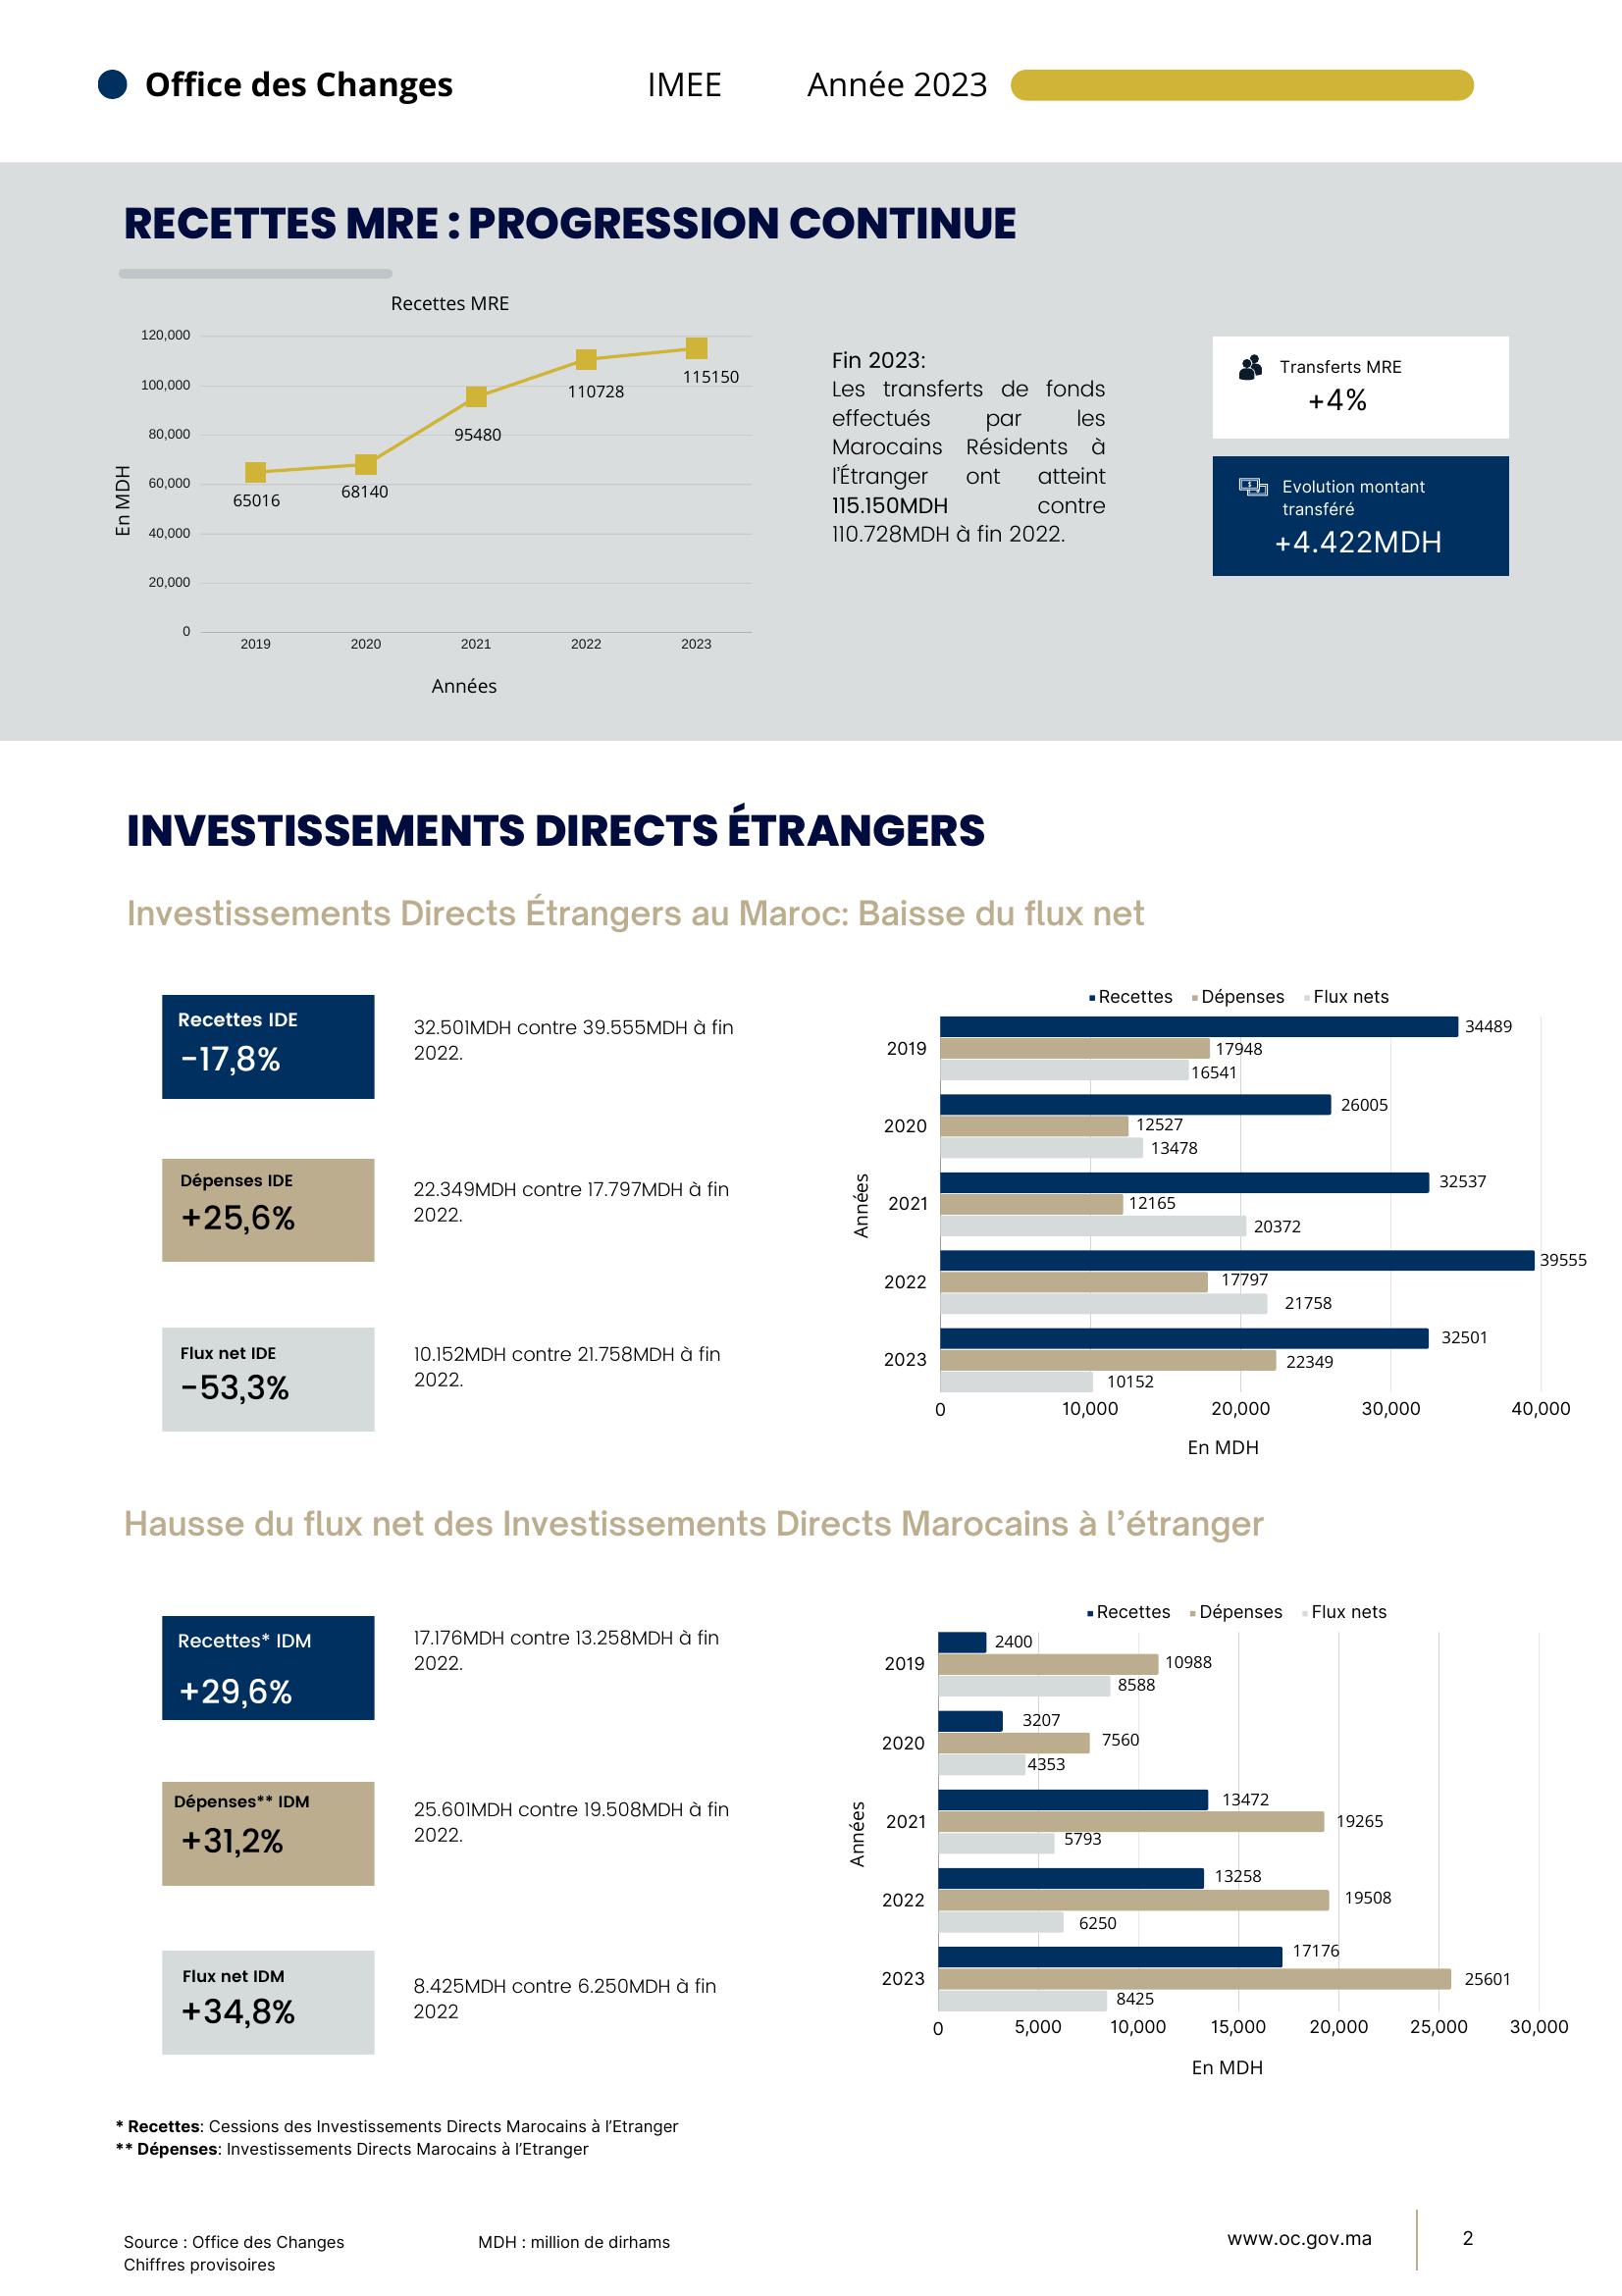 Office des Changes
IMEE
Année 2023
RECETTES MRE : PROGRESSION CONTINUE
Recettes MRE
120,000
100,000
80,000
60,000
40,000
20,000
0
En MDH
65016
68140
95480
110728
115150
2019
2020
2021
2022
2023
Années
Fin 2023:
Les transferts de fonds
effectués par les
Marocains Résidents à
l'Étranger ont atteint
115.150MDH contre
110.728MDH à fin 2022.
Transferts MRE
+4%
Evolution montant
transféré
+4.422MDH
INVESTISSEMENTS DIRECTS ÉTRANGERS
Investissements Directs Étrangers au Maroc: Baisse du flux net
Recettes IDE
-17,8%
32.501MDH contre 39.555MDH à fin
2022.
Dépenses IDE
+25,6%
22.349MDH contre 17.797MDH à fin
2022.
Flux net IDE
-53,3%
10.152MDH contre 21.758MDH à fin
2022.
Recettes Dépenses Flux nets
Années
2019
34489
17948
16541
2020
26005
12527
13478
2021
32537
12165
20372
2022
39555
17797
21758
2023
32501
22349
10152
0 10,000 20,000 30,000 40,000
En MDH
Hausse du flux net des Investissements Directs Marocains à l'étranger
Recettes* IDM
+29,6%
17.176MDH contre 13.258MDH à fin
2022.
Dépenses** IDM
+31,2%
25.601MDH contre 19.508MDH à fin
2022.
Flux net IDM
+34,8%
8.425MDH contre 6.250MDH à fin
2022
Recettes Dépenses Flux nets
Années
2019
2400
10988
8588
2020
3207
7560
4353
2021
13472
19265
5793
2022
13258
19508
6250
2023
17176
25601
8425
0 5,000 10,000 15,000 20,000 25,000 30,000
En MDH
* Recettes: Cessions des Investissements Directs Marocains à l'Etranger
** Dépenses: Investissements Directs Marocains à l'Etranger
Source : Office des Changes
Chiffres provisoires
MDH : million de dirhams
www.oc.gov.ma
2